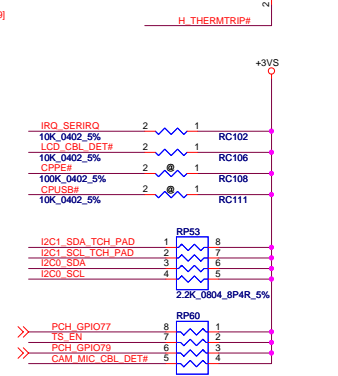 9]
2
H_THERMTRIP#
+3VS
IRQ_SERIRQ 2 1
10K_0402_5% RC102
LCD_CBL_DET# 2 1
10K_0402_5% RC106
CPPE# 2 @ 1
100K_0402_5% RC108
CPUSB# 2 @ 1
10K_0402_5% RC111
RP53
I2C1_SDA_TCH_PAD 1 8
I2C1_SCL_TCH_PAD 2 7
I2C0_SDA 3 6
I2C0_SCL 4 5
2.2K_0804_8P4R_5%
RP60
PCH_GPIO77 8 1
TS_EN 7 2
PCH_GPIO79 6 3
CAM_MIC_CBL_DET# 5 4